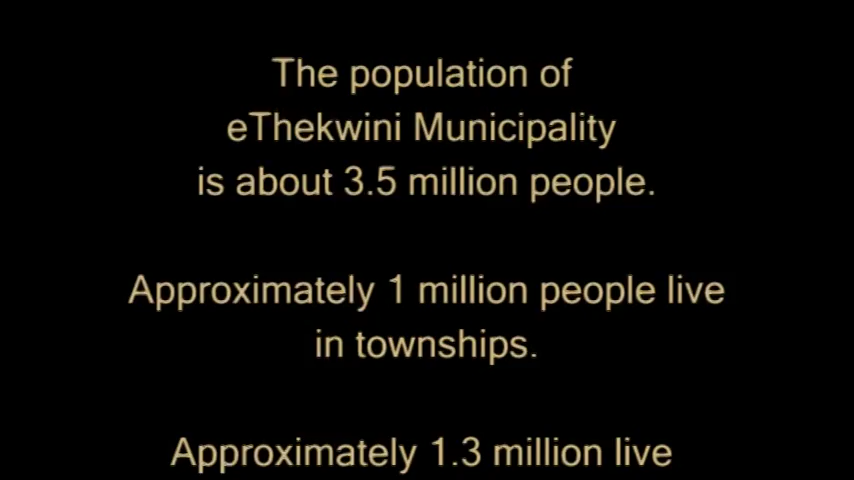 The population of
eThekwini Municipality
is about 3.5 million people.
Approximately 1 million people live
in townships.
Approximately 1.3 million live